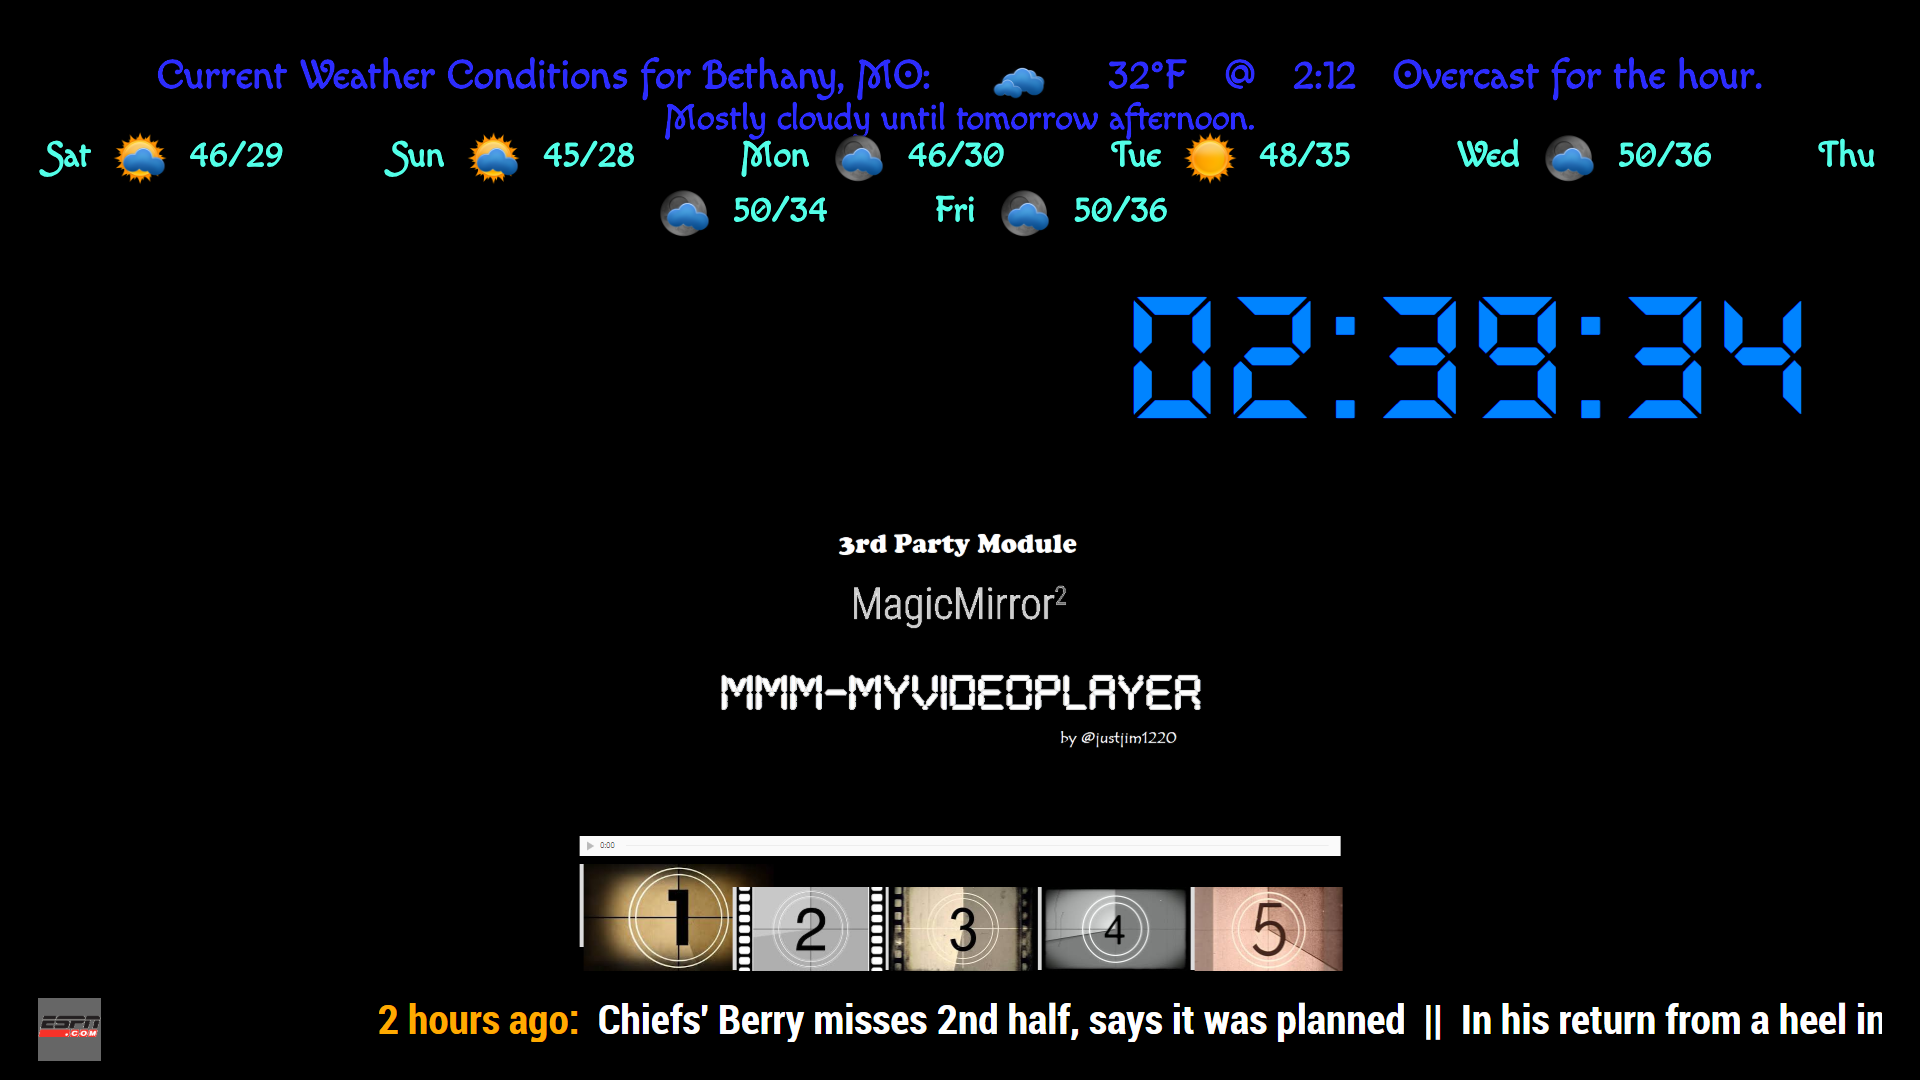 Current Weather Conditions for Bethany, MO: 32°F @ 2:12 Overcast for the hour.
Mostly cloudy until tomorrow afternoon.
Sat 46/29 Sun 45/28 Mon 46/30 Tue 48/35 Wed 50/36 Thu
50/34 Fri 50/36
02:39:34
3rd Party Module
MagicMirror²
MMM-MYVIDEOPLAYER
by @justjim1220
0:00
1 2 3 4 5
ESPN .COM 2 hours ago: Chiefs' Berry misses 2nd half, says it was planned || In his return from a heel in